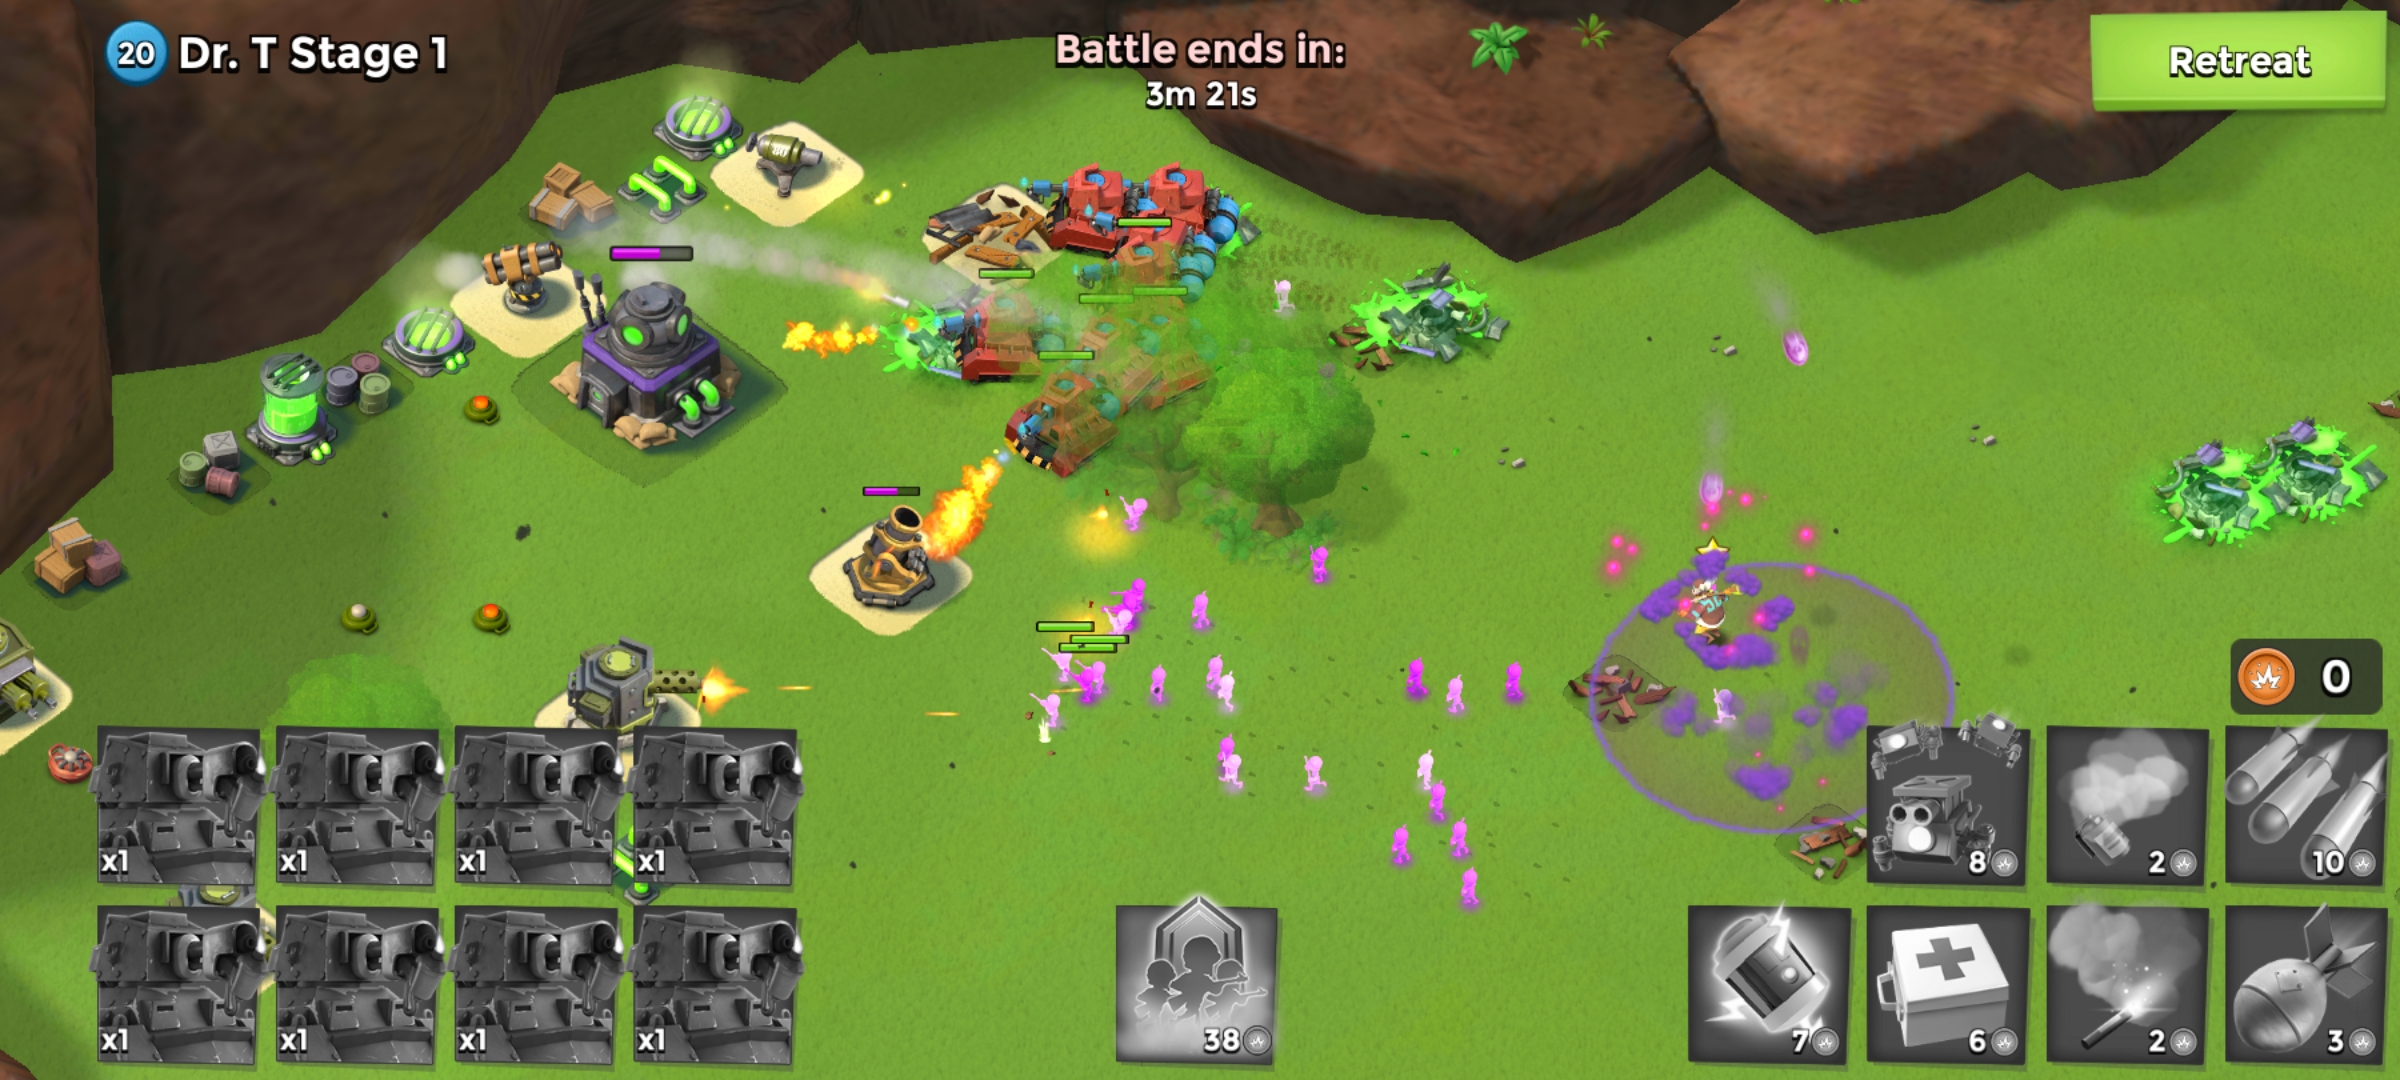 20 Dr. T Stage 1
Battle ends in:
3m 21s
Retreat
0
x1 x1 x1 x1
8 2 10
x1 x1 x1 x1
38
7 6 2 3